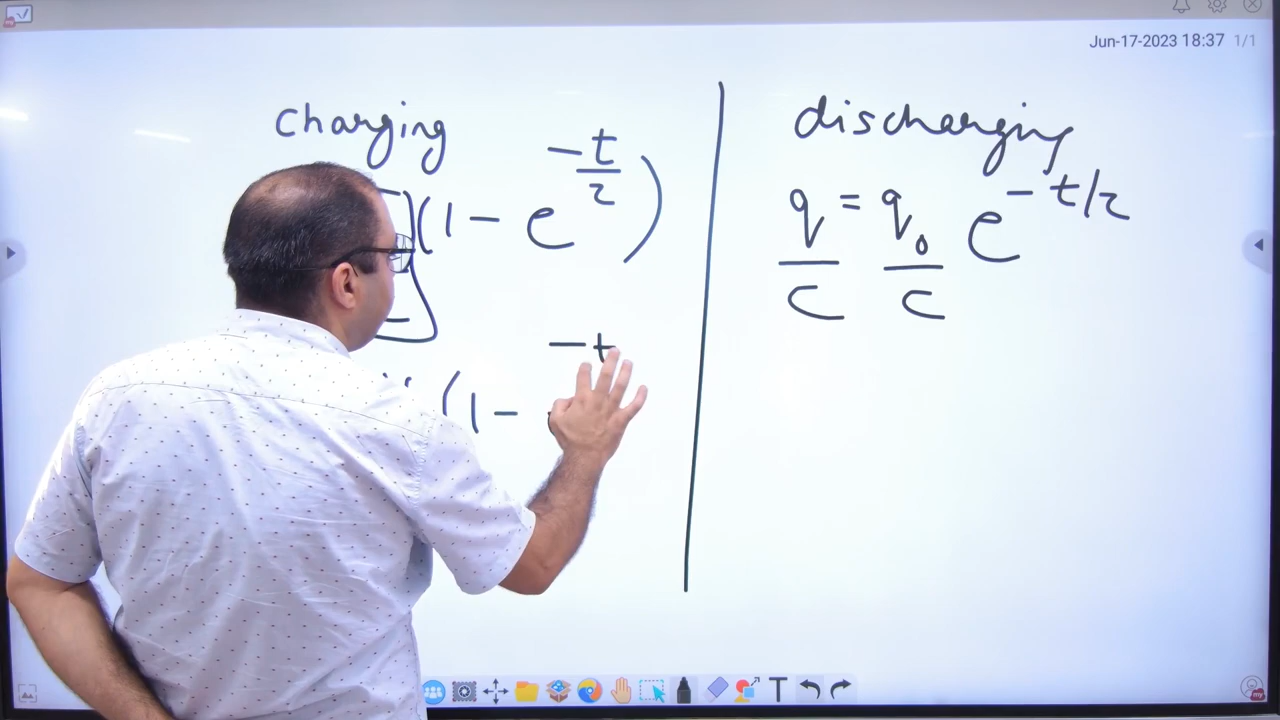 Jun-17-2023 18:37 1/1
charging
(1 - e^{-t/τ})
(1 -
-t
discharging
q/c = q₀/c e^{-t/τ}
T